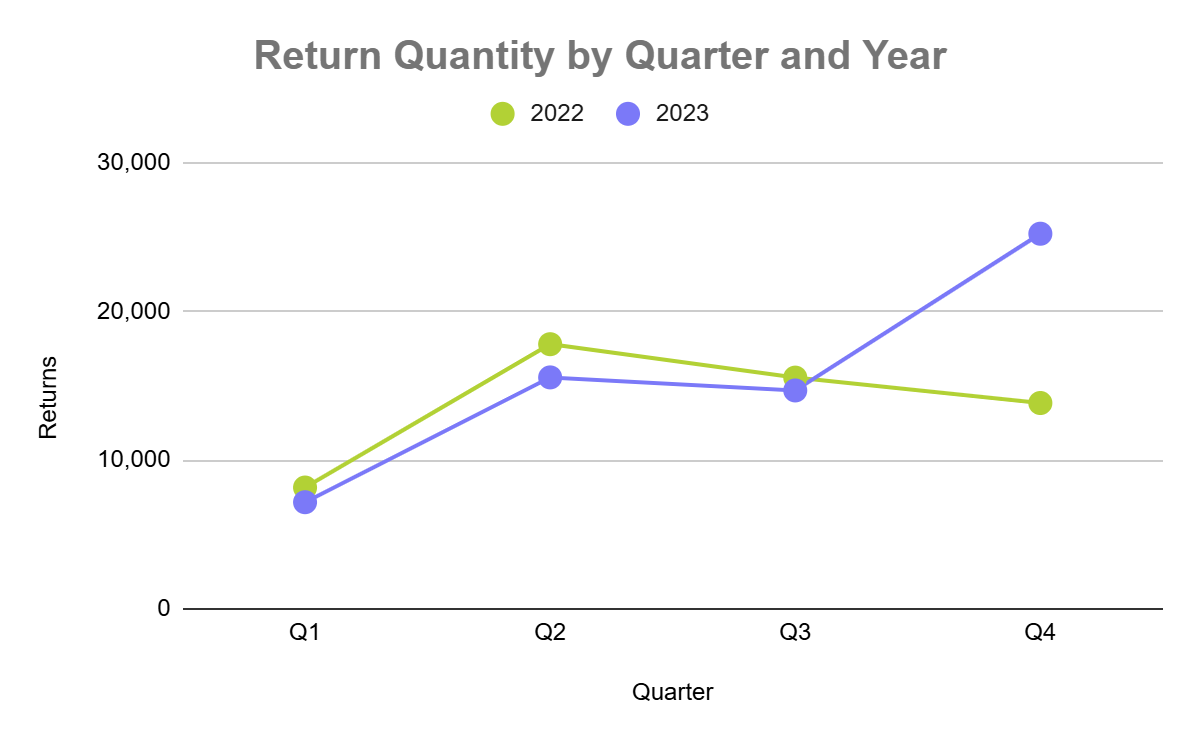 Return Quantity by Quarter and Year
2022 2023
30,000
20,000
10,000
0
Returns
Q1 Q2 Q3 Q4
Quarter